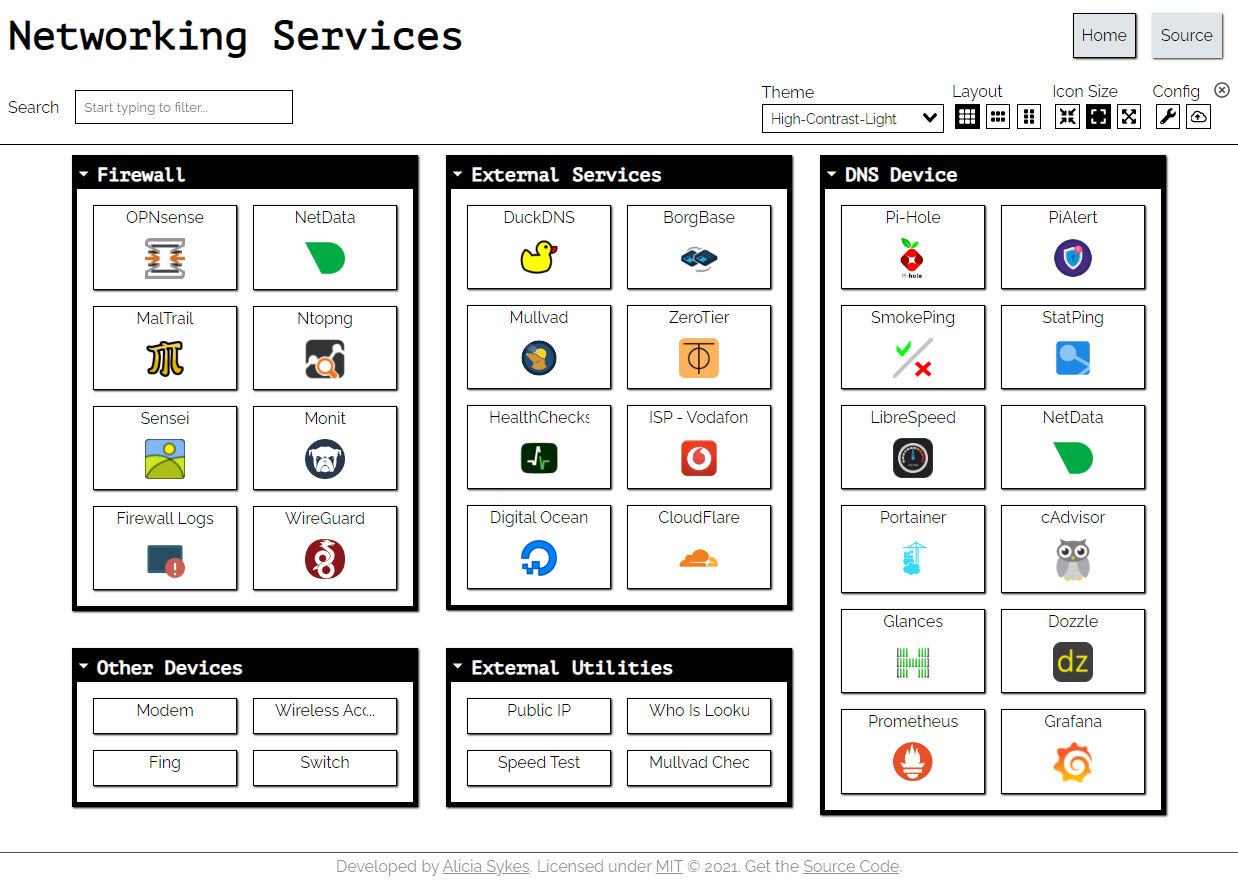 Networking Services
Home
Source
Search
Start typing to filter...
Theme
High-Contrast-Light
Layout
Icon Size
Config
Firewall
OPNsense
NetData
MalTrail
Ntopng
Sensei
Monit
Firewall Logs
WireGuard
External Services
DuckDNS
BorgBase
Mullvad
ZeroTier
HealthChecks
ISP - Vodafon
Digital Ocean
CloudFlare
DNS Device
Pi-Hole
Pi-hole
PiAlert
SmokePing
StatPing
LibreSpeed
NetData
Portainer
cAdvisor
Glances
Dozzle
dz
Prometheus
Grafana
Other Devices
Modem
Wireless Acc...
Fing
Switch
External Utilities
Public IP
Who Is Looku
Speed Test
Mullvad Chec
Developed by Alicia Sykes. Licensed under MIT © 2021. Get the Source Code.